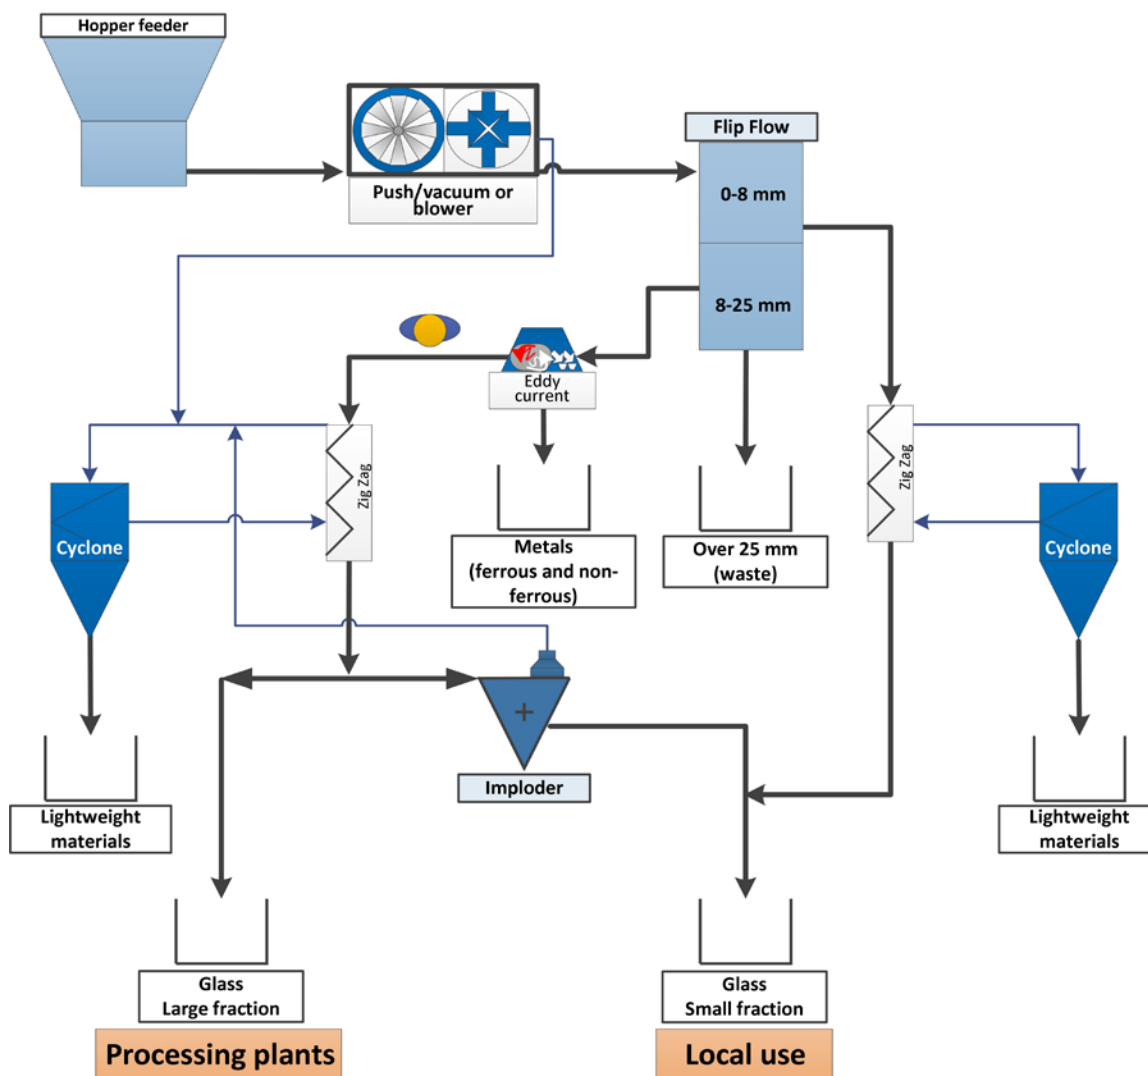 Hopper feeder
Push/vacuum or
blower
Flip Flow
0-8 mm
8-25 mm
Eddy
current
Zig Zag
Zig Zag
Cyclone
Cyclone
Metals
(ferrous and non-
ferrous)
Over 25 mm
(waste)
Imploder
Lightweight
materials
Lightweight
materials
Glass
Large fraction
Glass
Small fraction
Processing plants
Local use